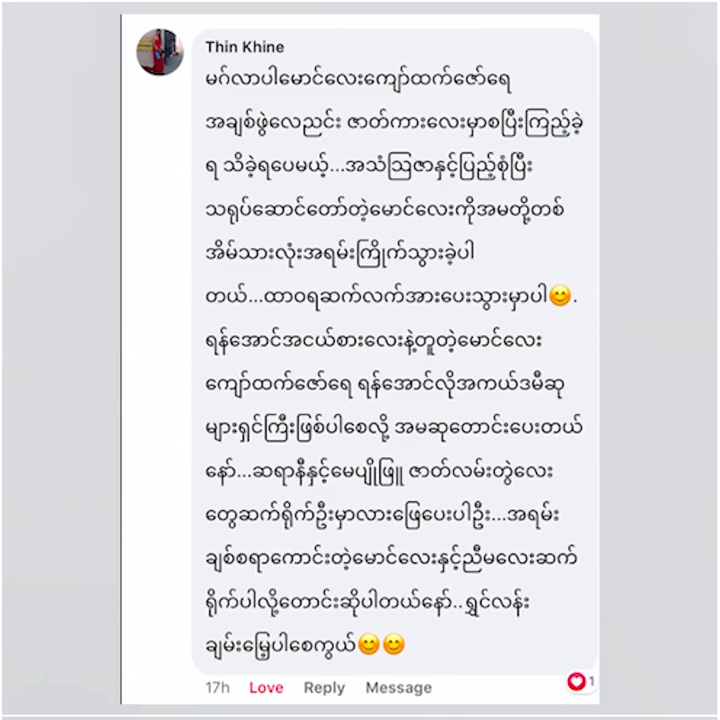 Thin Khine
မင်္ဂလာပါမောင်လေးကျော်ထက်ဇော်ရေ
အချစ်ဖွဲလေညင်း ဇာတ်ကားလေးမှာစပြီးကြည့်ခဲ့
ရ သိခဲ့ရပေမယ့်...အသံဩဇာနှင့်ပြည့်စုံပြီး
သရုပ်ဆောင်တော်တဲ့မောင်လေးကိုအမတို့တစ်
အိမ်သားလုံးအရမ်းကြိုက်သွားခဲ့ပါ
တယ်...ထာဝရဆက်လက်အားပေးသွားမှာပါ😊.
ရန်အောင်အငယ်စားလေးနဲ့တူတဲ့မောင်လေး
ကျော်ထက်ဇော်ရေ ရန်အောင်လိုအကယ်ဒမီဆု
များရှင်ကြီးဖြစ်ပါစေလို့ အမဆုတောင်းပေးတယ်
နော်...ဆရာနီနှင့်မေပျိုဖြူ ဇာတ်လမ်းတွဲလေး
တွေဆက်ရိုက်ဦးမှာလားဖြေပေးပါဦး...အရမ်း
ချစ်စရာကောင်းတဲ့မောင်လေးနှင့်ညီမလေးဆက်
ရိုက်ပါလို့တောင်းဆိုပါတယ်နော်..ရွှင်လန်း
ချမ်းမြေ့ပါစေကွယ်😊😊
17h Love Reply Message 1